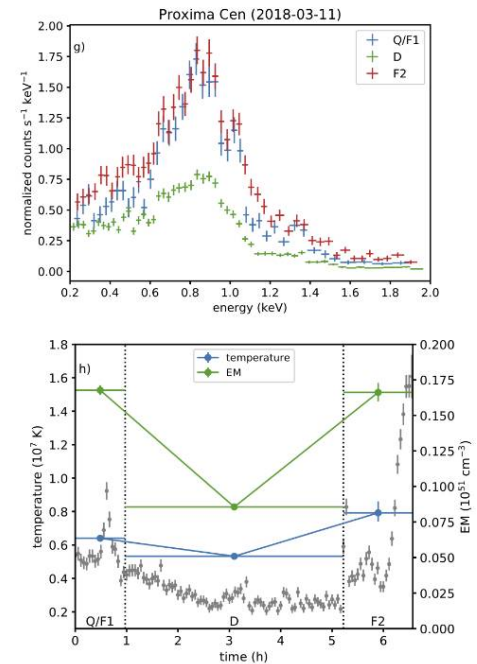 Proxima Cen (2018-03-11)
g)
Q/F1
D
F2
2.00
1.75
1.50
1.25
1.00
0.75
0.50
0.25
0.00
normalized counts s⁻¹ keV⁻¹
0.2 0.4 0.6 0.8 1.0 1.2 1.4 1.6 1.8 2.0
energy (keV)
h)
temperature
EM
1.8
1.6
1.4
1.2
1.0
0.8
0.6
0.4
0.2
temperature (10⁷ K)
0.200
0.175
0.150
0.125
0.100
0.075
0.050
0.025
0.000
EM (10⁵¹ cm⁻³)
Q/F1 D F2
0 1 2 3 4 5 6
time (h)